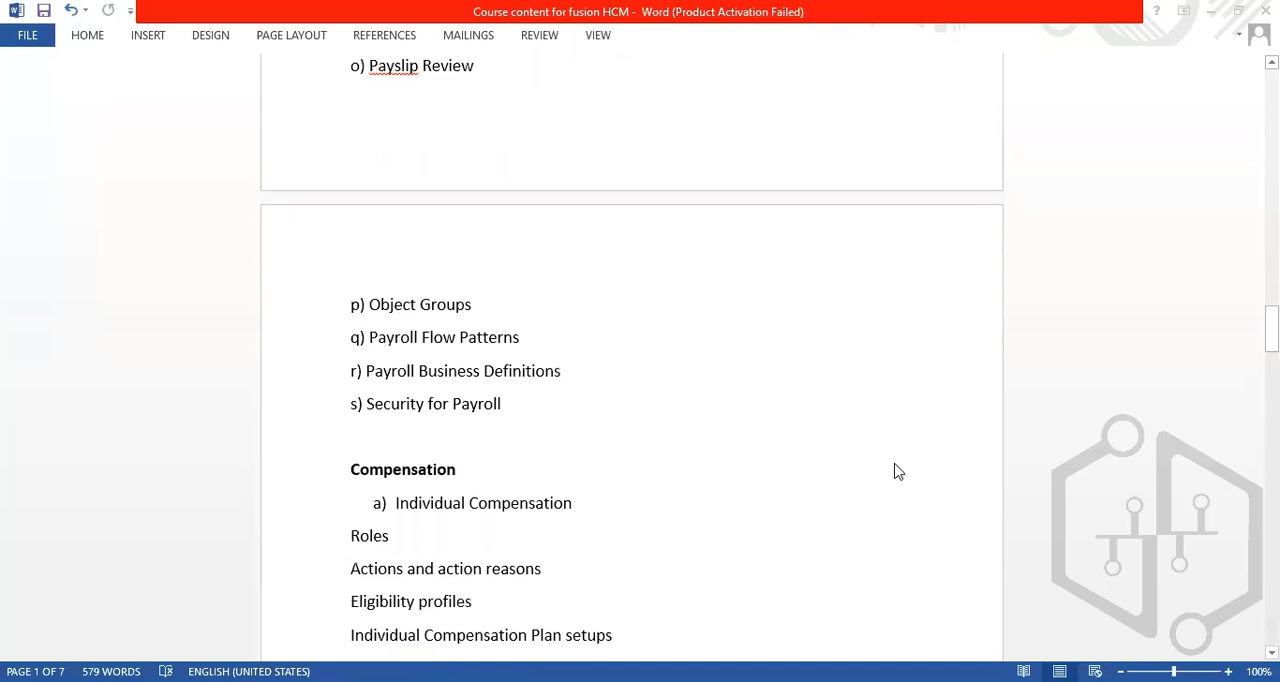 Course content for fusion HCM - Word (Product Activation Failed)
?
FILE HOME INSERT DESIGN PAGE LAYOUT REFERENCES MAILINGS REVIEW VIEW
o) Payslip Review
p) Object Groups
q) Payroll Flow Patterns
r) Payroll Business Definitions
s) Security for Payroll
Compensation
a) Individual Compensation
Roles
Actions and action reasons
Eligibility profiles
Individual Compensation Plan setups
PAGE 1 OF 7 579 WORDS ENGLISH (UNITED STATES) 100%